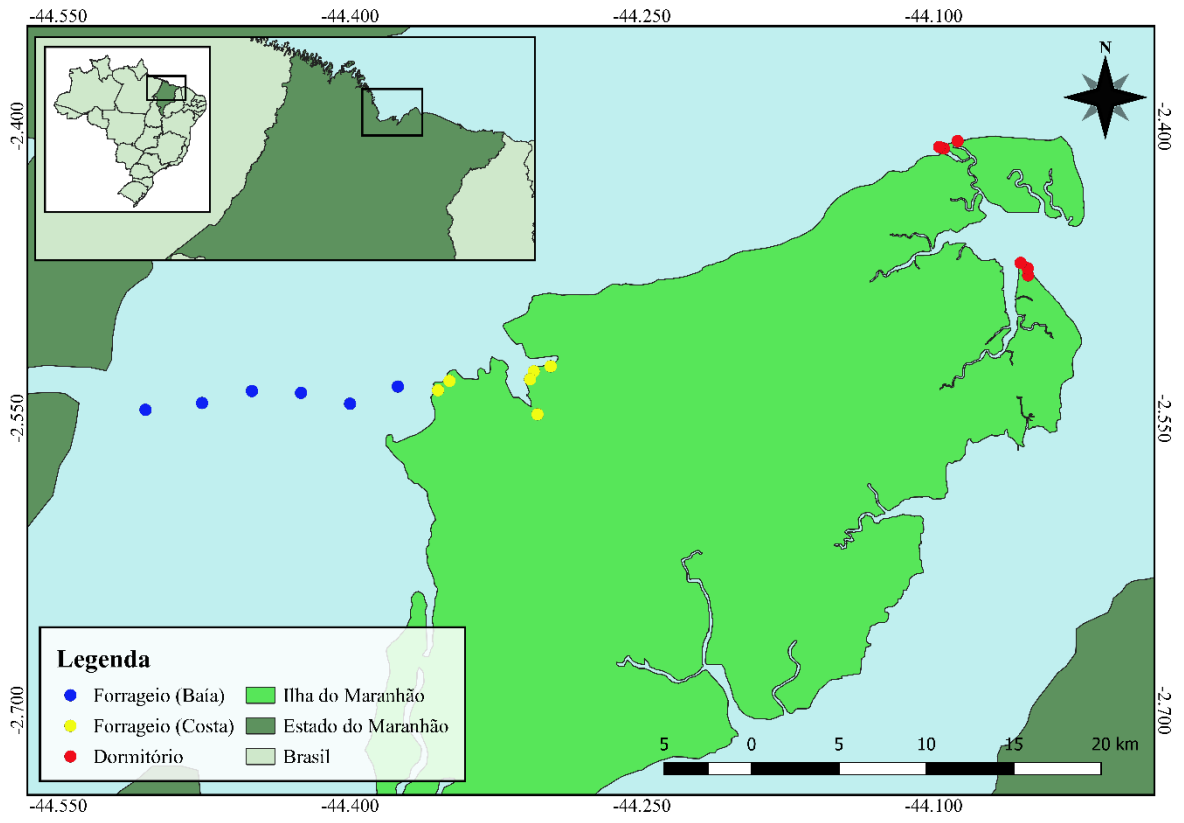 -44.550 -44.400 -44.250 -44.100
N
-2.400 -2.400
-2.550 -2.550
-2.700 -2.700
Legenda
Forrageio (Baía) Ilha do Maranhão
Forrageio (Costa) Estado do Maranhão
Dormitório Brasil
5 0 5 10 15 20 km
-44.550 -44.400 -44.250 -44.100